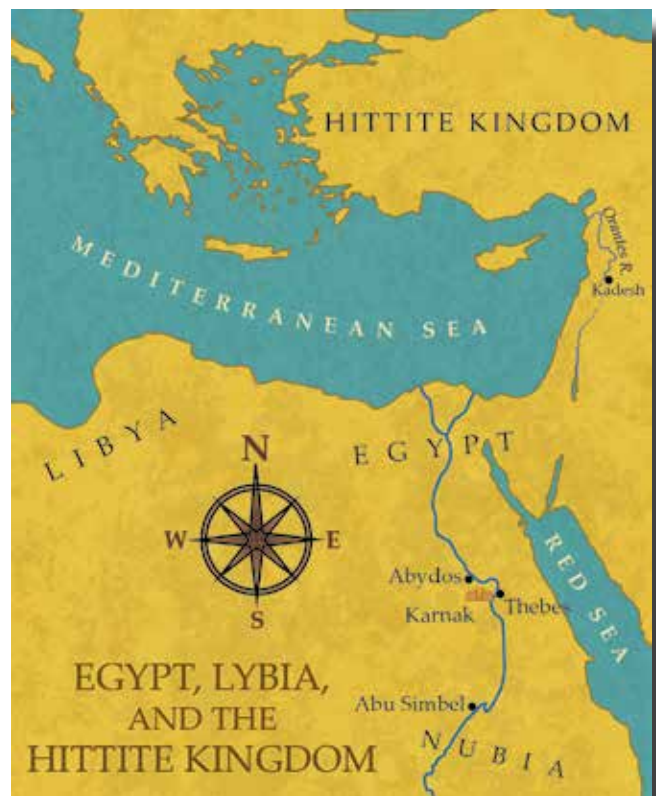 HITTITE KINGDOM
Orantes R.
Kadesh
MEDITERRANEAN SEA
LIBYA
EGYPT
N
W
E
S
RED SEA
Abydos
Thebes
Karnak
Abu Simbel
NUBIA
EGYPT, LYBIA,
AND THE
HITTITE KINGDOM